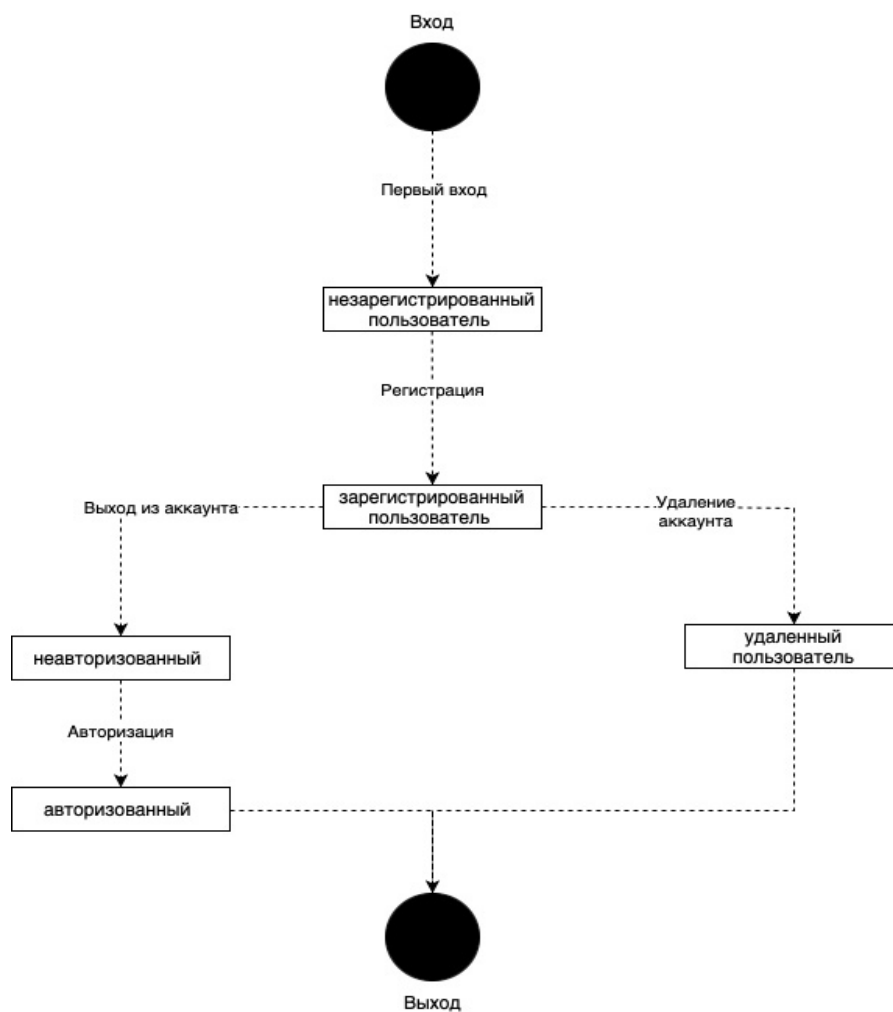 Вход
Первый вход
незарегистрированный
пользователь
Регистрация
зарегистрированный
пользователь
Выход из аккаунта
Удаление
аккаунта
неавторизованный
удаленный
пользователь
Авторизация
авторизованный
Выход